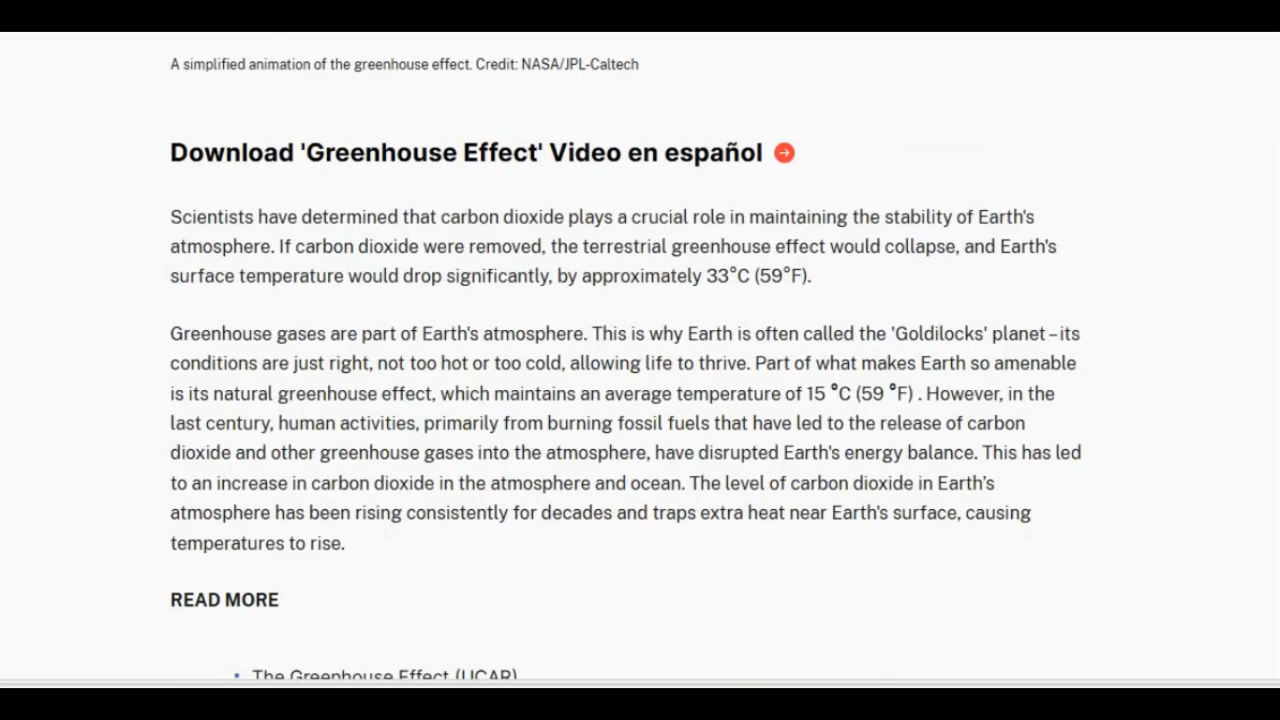 A simplified animation of the greenhouse effect. Credit: NASA/JPL-Caltech
Download 'Greenhouse Effect' Video en español
Scientists have determined that carbon dioxide plays a crucial role in maintaining the stability of Earth's
atmosphere. If carbon dioxide were removed, the terrestrial greenhouse effect would collapse, and Earth's
surface temperature would drop significantly, by approximately 33°C (59°F).
Greenhouse gases are part of Earth's atmosphere. This is why Earth is often called the 'Goldilocks' planet – its
conditions are just right, not too hot or too cold, allowing life to thrive. Part of what makes Earth so amenable
is its natural greenhouse effect, which maintains an average temperature of 15 °C (59 °F) . However, in the
last century, human activities, primarily from burning fossil fuels that have led to the release of carbon
dioxide and other greenhouse gases into the atmosphere, have disrupted Earth's energy balance. This has led
to an increase in carbon dioxide in the atmosphere and ocean. The level of carbon dioxide in Earth’s
atmosphere has been rising consistently for decades and traps extra heat near Earth's surface, causing
temperatures to rise.
READ MORE
• The Greenhouse Effect (UCAR)